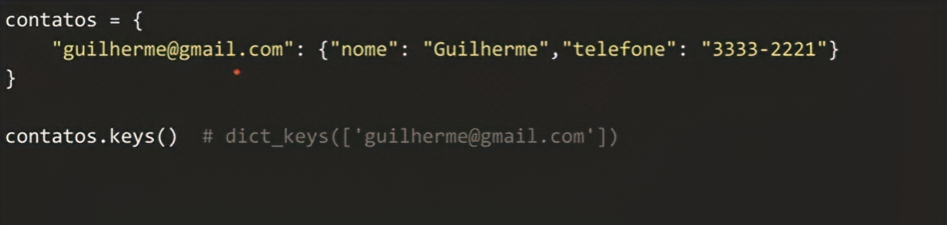 contatos = {
    "guilherme@gmail.com": {"nome": "Guilherme","telefone": "3333-2221"}
}
contatos.keys()  # dict_keys(['guilherme@gmail.com'])